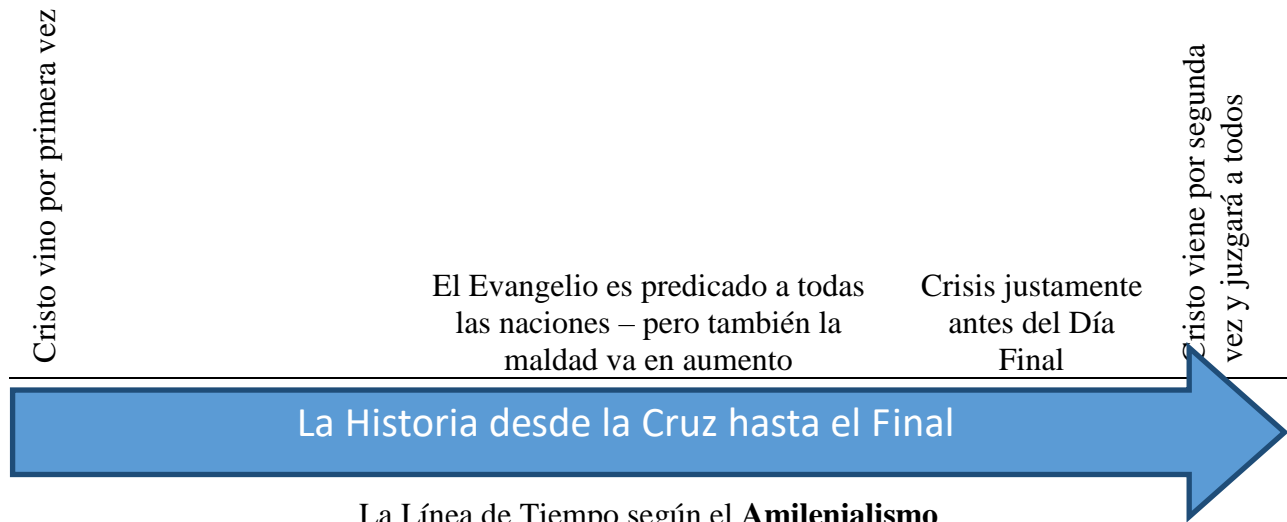 Cristo vino por primera vez
El Evangelio es predicado a todas
las naciones – pero también la
maldad va en aumento
Crisis justamente
antes del Día
Final
Cristo viene por segunda
vez y juzgará a todos
La Historia desde la Cruz hasta el Final
La Línea de Tiempo según el Amilenialismo